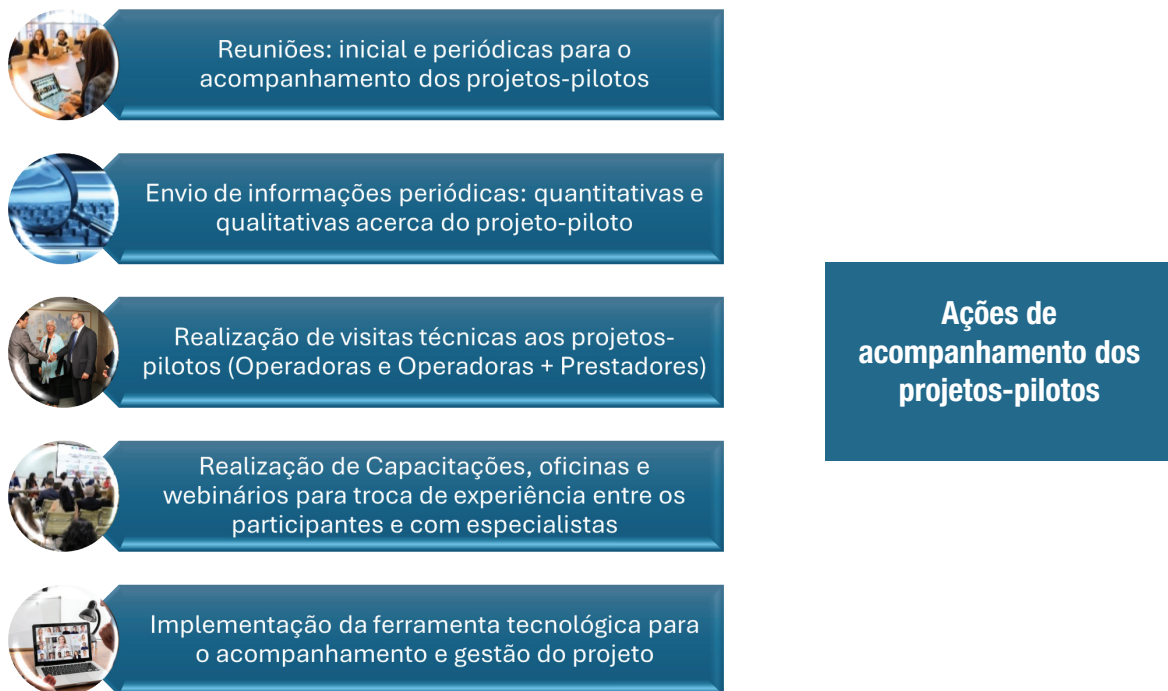 Reuniões: inicial e periódicas para o
acompanhamento dos projetos-pilotos
Envio de informações periódicas: quantitativas e
qualitativas acerca do projeto-piloto
Realização de visitas técnicas aos projetos-
pilotos (Operadoras e Operadoras + Prestadores)
Realização de Capacitações, oficinas e
webinários para troca de experiência entre os
participantes e com especialistas
Implementação da ferramenta tecnológica para
o acompanhamento e gestão do projeto
Ações de
acompanhamento dos
projetos-pilotos